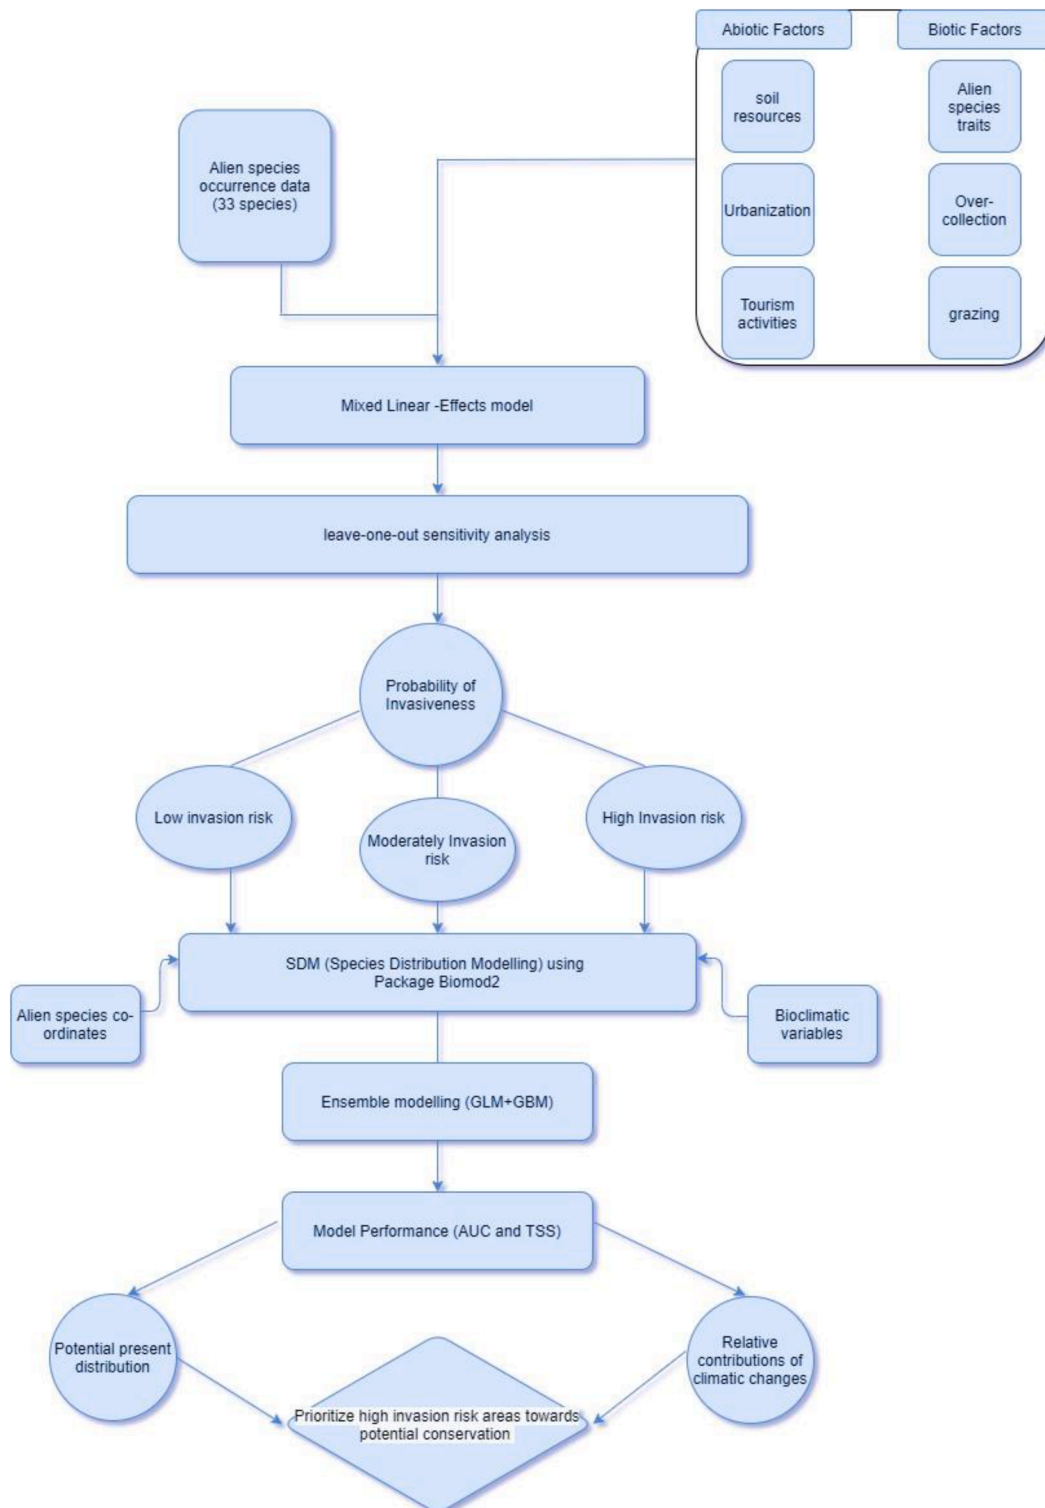 Abiotic Factors
Biotic Factors
soil
resources
Alien
species
traits
Urbanization
Over-
collection
Tourism
activities
grazing
Alien species
occurrence data
(33 species)
Mixed Linear -Effects model
leave-one-out sensitivity analysis
Probability of
Invasiveness
Low invasion risk
Moderately Invasion
risk
High Invasion risk
SDM (Species Distribution Modelling) using
Package Biomod2
Alien species co-
ordinates
Bioclimatic
variables
Ensemble modelling (GLM+GBM)
Model Performance (AUC and TSS)
Potential present
distribution
Relative
contributions of
climatic changes
Prioritize high invasion risk areas towards
potential conservation